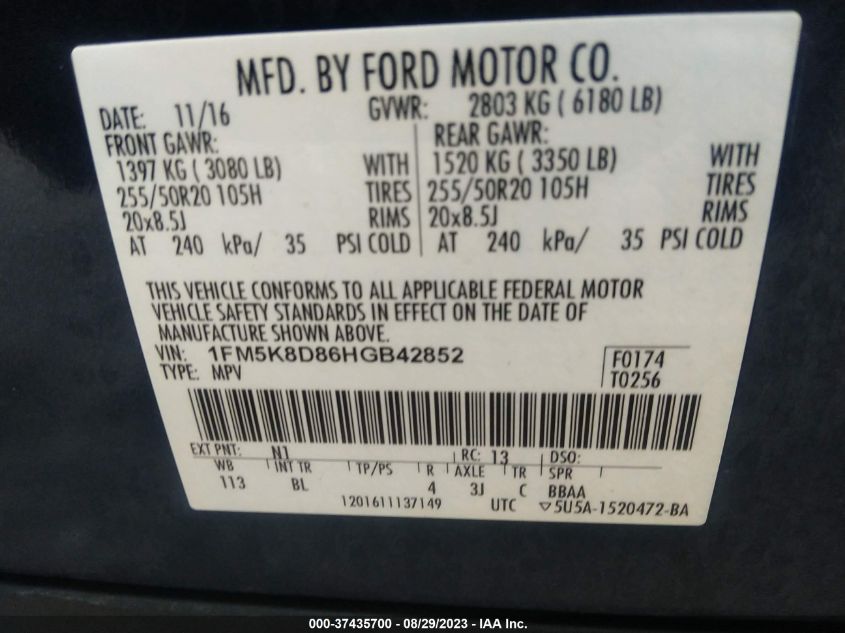 MFD. BY FORD MOTOR CO.
DATE: 11/16 GVWR: 2803 KG ( 6180 LB)
FRONT GAWR: REAR GAWR:
1397 KG ( 3080 LB) WITH 1520 KG ( 3350 LB) WITH
255/50R20 105H TIRES 255/50R20 105H TIRES
20x8.5J RIMS 20x8.5J RIMS
AT 240 kPa/ 35 PSI COLD AT 240 kPa/ 35 PSI COLD
THIS VEHICLE CONFORMS TO ALL APPLICABLE FEDERAL MOTOR
VEHICLE SAFETY STANDARDS IN EFFECT ON THE DATE OF
MANUFACTURE SHOWN ABOVE.
VIN: 1FM5K8D86HGB42852 F0174
TYPE: MPV T0256
EXT PNT: N1 RC: 13 DSO:
WB INT TR TP/PS R AXLE TR SPR
113 BL 4 3J C BBAA
1201611137149 UTC ▽5U5A-1520472-BA
000-37435700 - 08/29/2023 - IAA Inc.